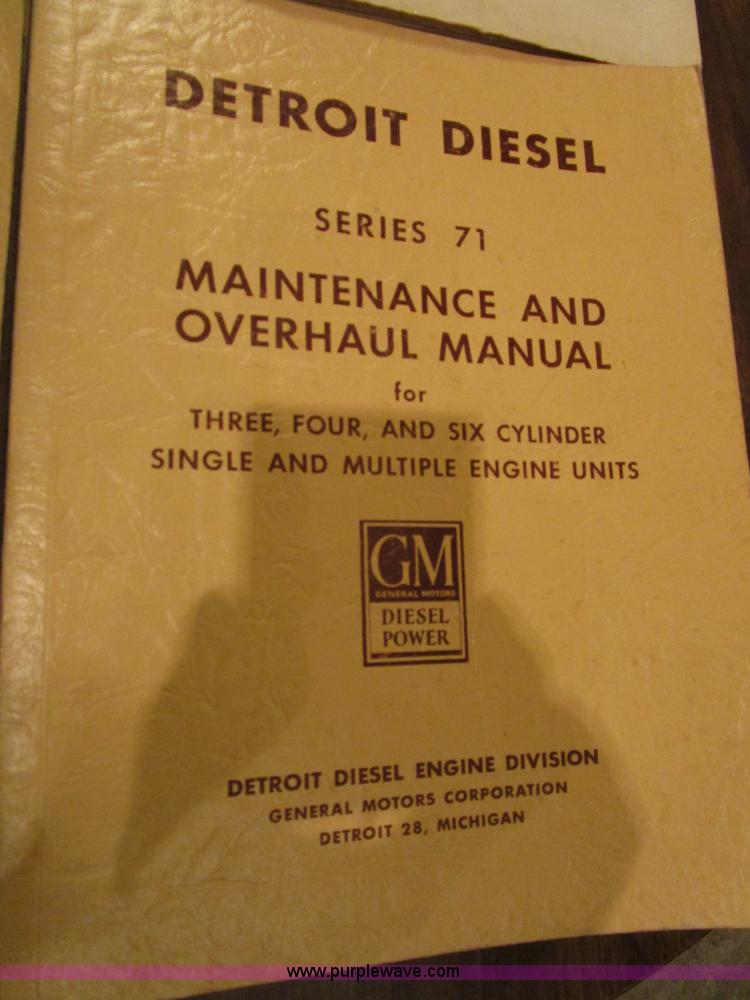 DETROIT DIESEL
SERIES 71
MAINTENANCE AND
OVERHAUL MANUAL
for
THREE, FOUR, AND SIX CYLINDER
SINGLE AND MULTIPLE ENGINE UNITS
GM
GENERAL MOTORS
DIESEL
POWER
DETROIT DIESEL ENGINE DIVISION
GENERAL MOTORS CORPORATION
DETROIT 28, MICHIGAN
www.purplewave.com